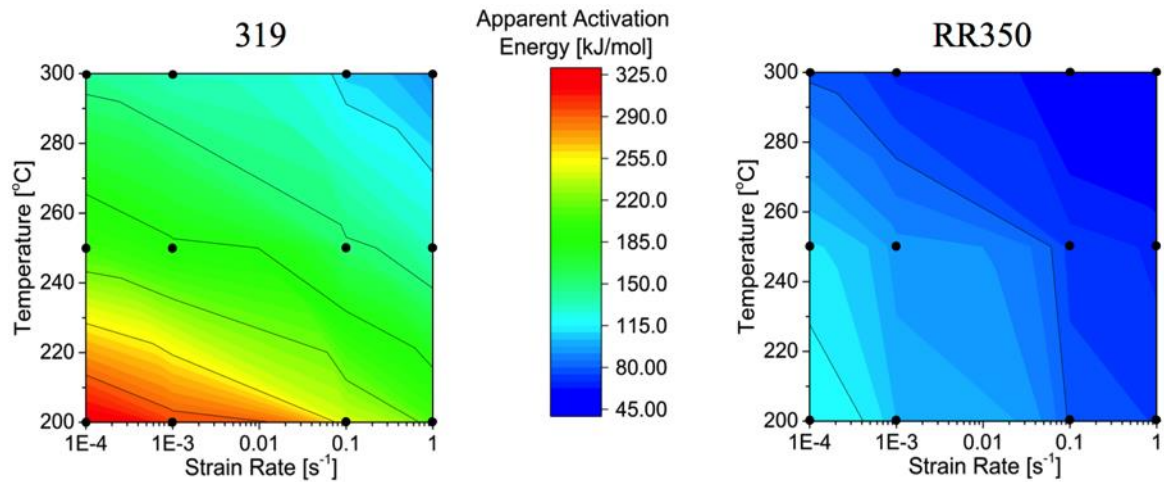 319
Apparent Activation
Energy [kJ/mol]
RR350
300
280
260
240
220
200
Temperature [°C]
1E-4
1E-3
0.01
0.1
1
Strain Rate [s⁻¹]
325.0
290.0
255.0
220.0
185.0
150.0
115.0
80.00
45.00
300
280
260
240
220
200
Temperature [°C]
1E-4
1E-3
0.01
0.1
1
Strain Rate [s⁻¹]